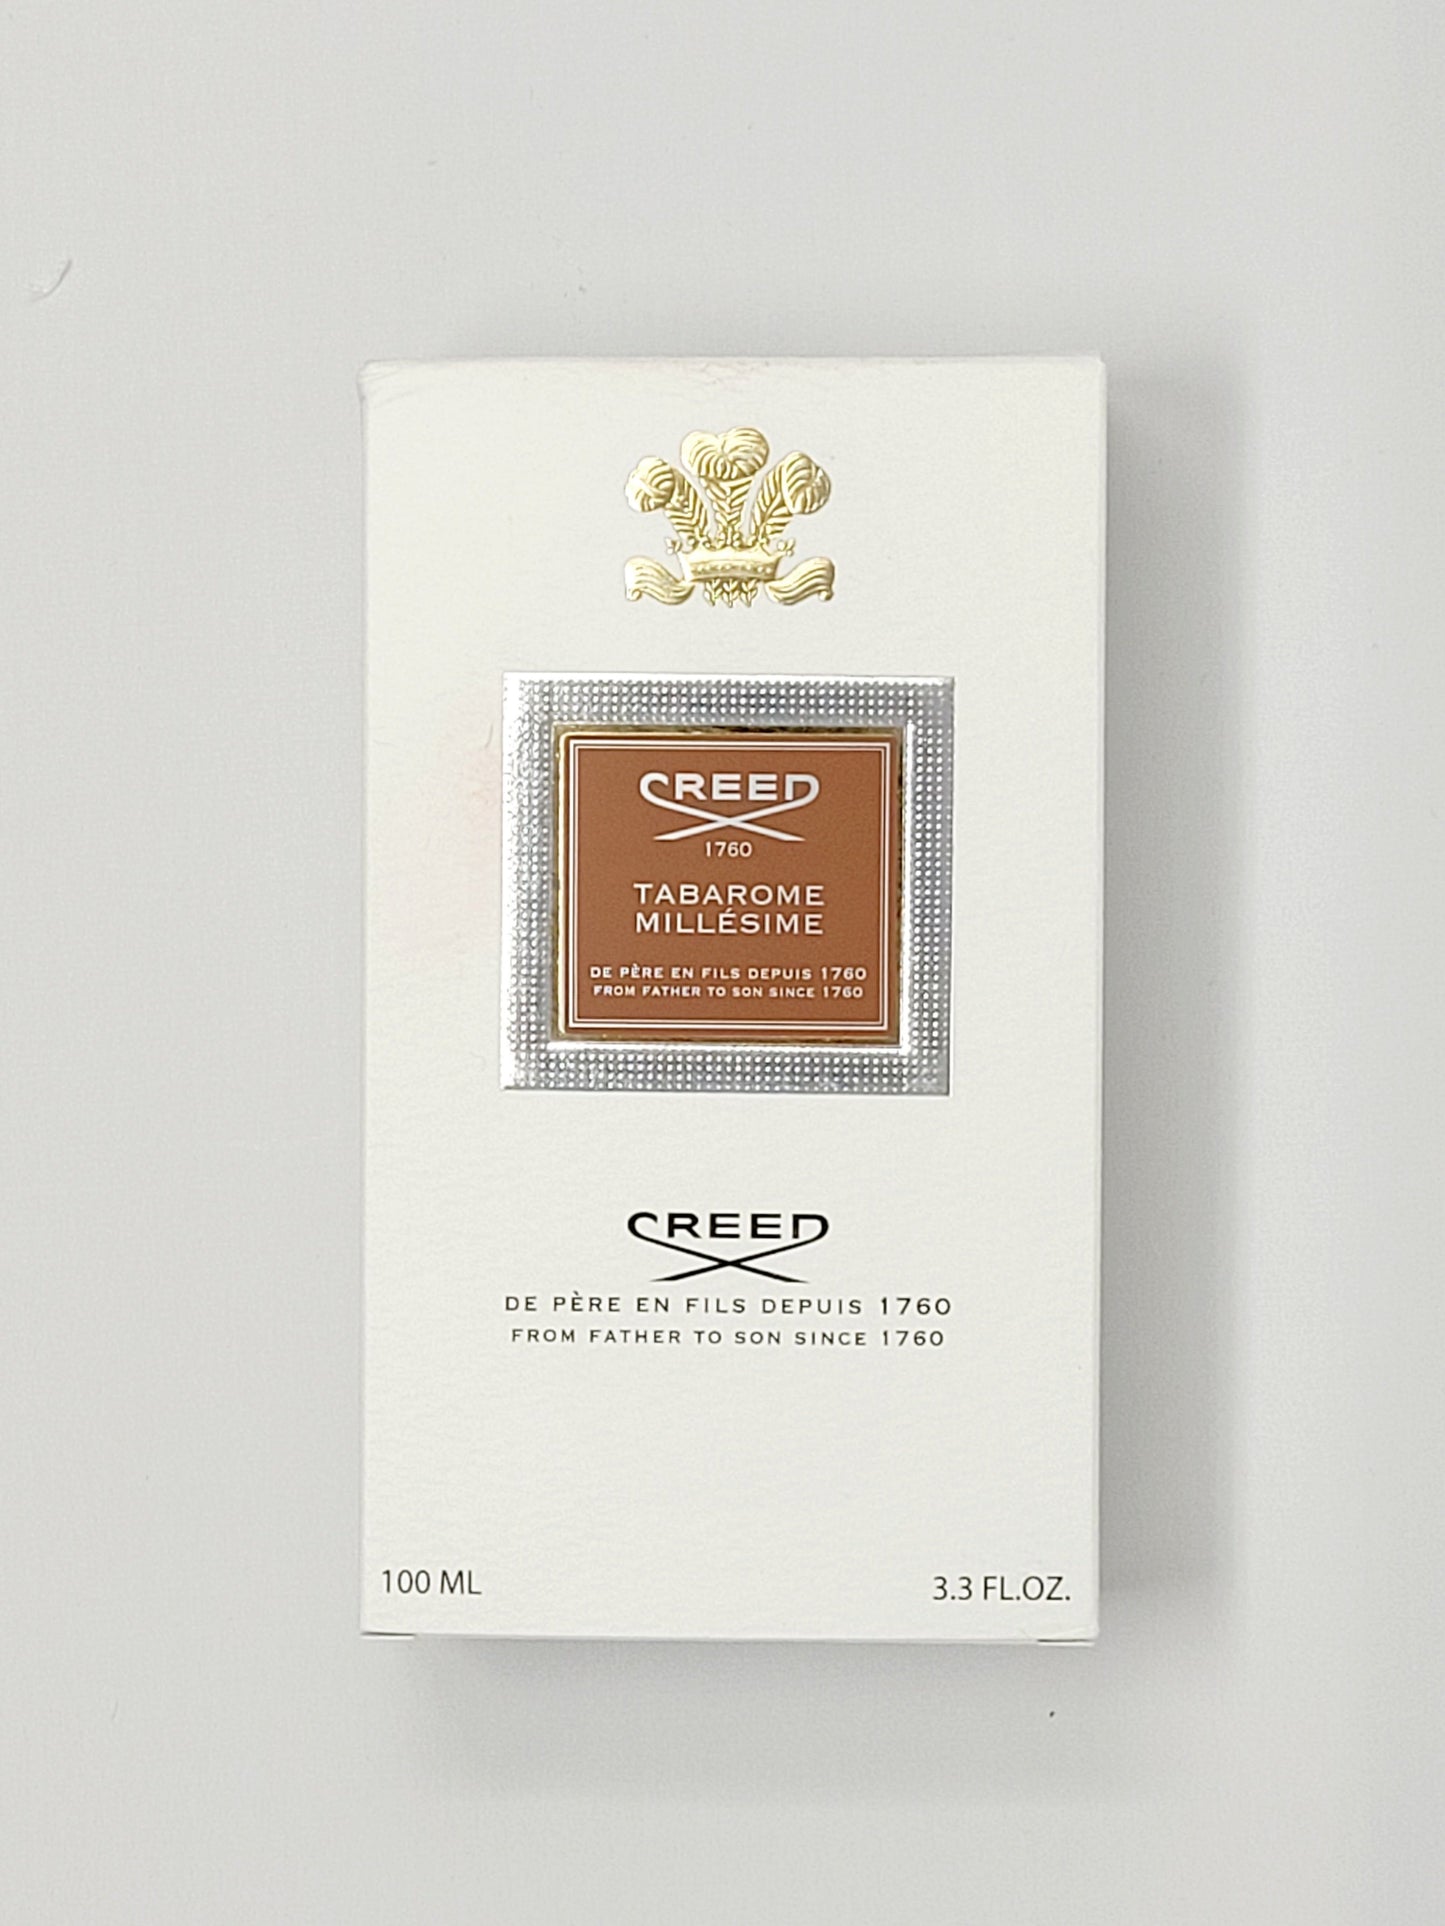 CREED
1760
TABAROME
MILLÉSIME
DE PÈRE EN FILS DEPUIS 1760
FROM FATHER TO SON SINCE 1760
CREED
DE PÈRE EN FILS DEPUIS 1760
FROM FATHER TO SON SINCE 1760
100 ML
3.3 FL.OZ.